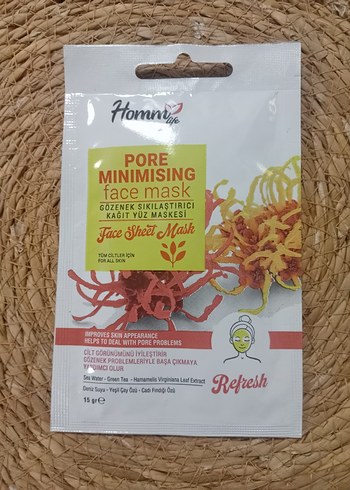 Homm life
PORE
MINIMISING
face mask
GÖZENEK SIKILAŞTIRICI
KAĞIT YÜZ MASKESİ
Face Sheet Mask
TÜM CİLTLER İÇİN
FOR ALL SKIN
IMPROVES SKIN APPEARANCE
HELPS TO DEAL WITH PORE PROBLEMS
CİLT GÖRÜNÜMÜNÜ İYİLEŞTİRİR
GÖZENEK PROBLEMLERİYLE BAŞA ÇIKMAYA
YARDIMCI OLUR
Sea Water - Green Tea - Hamamelis Virginiana Leaf Extract
Deniz Suyu - Yeşil Çay Özü - Cadı Fındığı Özü
15 gr ℮
Refresh